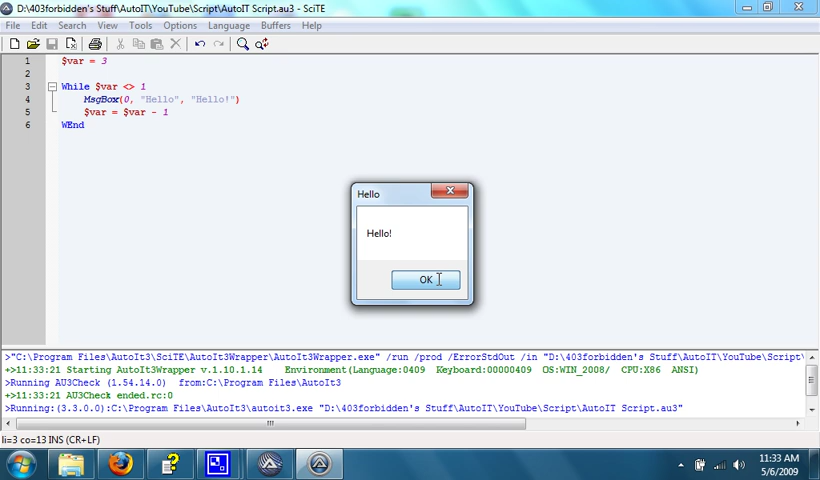 D:\403forbidden's Stuff\AutoIT\YouTube\Script\AutoIT Script.au3 - SciTE
File Edit Search View Tools Options Language Buffers Help
1 $var = 3
2
3 While $var <> 1
4 MsgBox(0, "Hello", "Hello!")
5 $var = $var - 1
6 WEnd
Hello
Hello!
OK
>"C:\Program Files\AutoIt3\SciTE\AutoIt3Wrapper\AutoIt3Wrapper.exe" /run /prod /ErrorStdOut /in "D:\403forbidden's Stuff\AutoIT\YouTube\Script\
+>11:33:21 Starting AutoIt3Wrapper v.1.10.1.14 Environment(Language:0409 Keyboard:00000409 OS:WIN_2008/ CPU:X86 ANSI)
>Running AU3Check (1.54.14.0) from:C:\Program Files\AutoIt3
+>11:33:21 AU3Check ended.rc:0
>Running:(3.3.0.0):C:\Program Files\AutoIt3\autoit3.exe "D:\403forbidden's Stuff\AutoIT\YouTube\Script\AutoIT Script.au3"
li=3 co=13 INS (CR+LF)
11:33 AM
5/6/2009